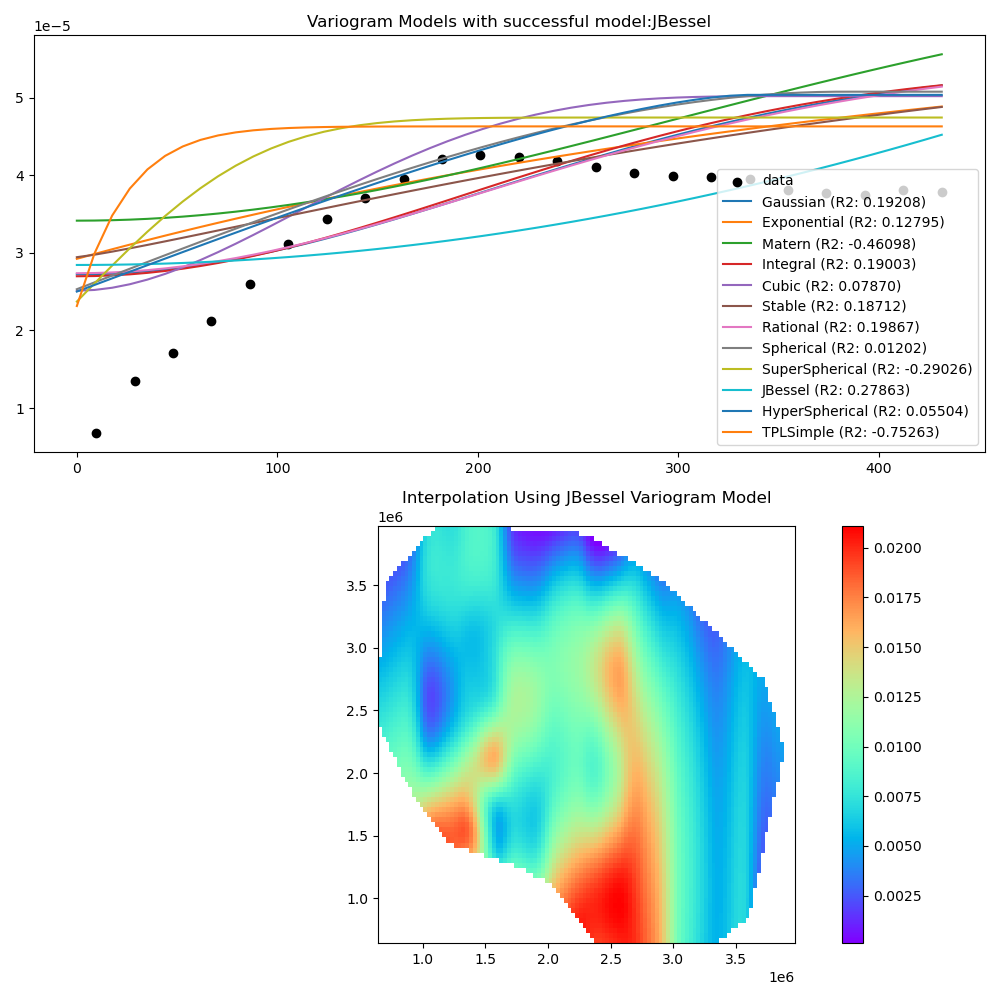 Variogram Models with successful model:JBessel
1e−5
5
4
3
2
1
0 100 200 300 400
data
Gaussian (R2: 0.19208)
Exponential (R2: 0.12795)
Matern (R2: -0.46098)
Integral (R2: 0.19003)
Cubic (R2: 0.07870)
Stable (R2: 0.18712)
Rational (R2: 0.19867)
Spherical (R2: 0.01202)
SuperSpherical (R2: -0.29026)
JBessel (R2: 0.27863)
HyperSpherical (R2: 0.05504)
TPLSimple (R2: -0.75263)
Interpolation Using JBessel Variogram Model
1e6
3.5
3.0
2.5
2.0
1.5
1.0
1.0 1.5 2.0 2.5 3.0 3.5
1e6
0.0200
0.0175
0.0150
0.0125
0.0100
0.0075
0.0050
0.0025